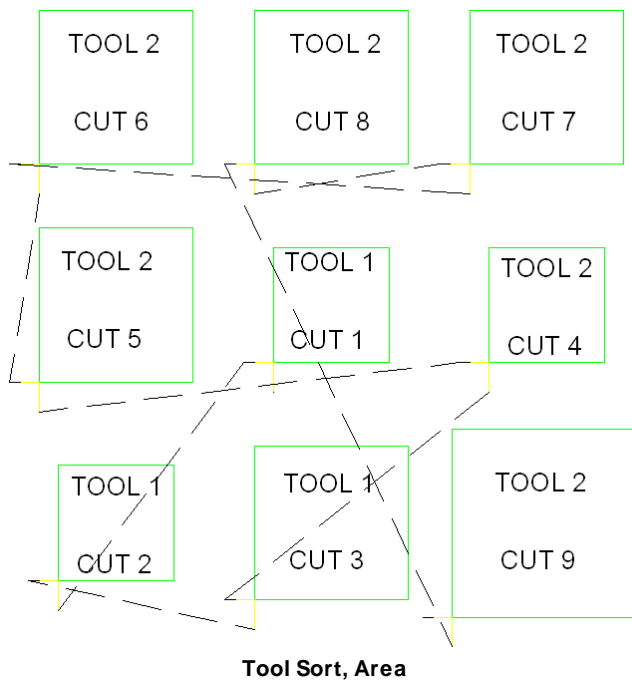 TOOL 2
CUT 6
TOOL 2
CUT 8
TOOL 2
CUT 7
TOOL 2
CUT 5
TOOL 1
CUT 1
TOOL 2
CUT 4
TOOL 1
CUT 2
TOOL 1
CUT 3
TOOL 2
CUT 9
Tool Sort, Area